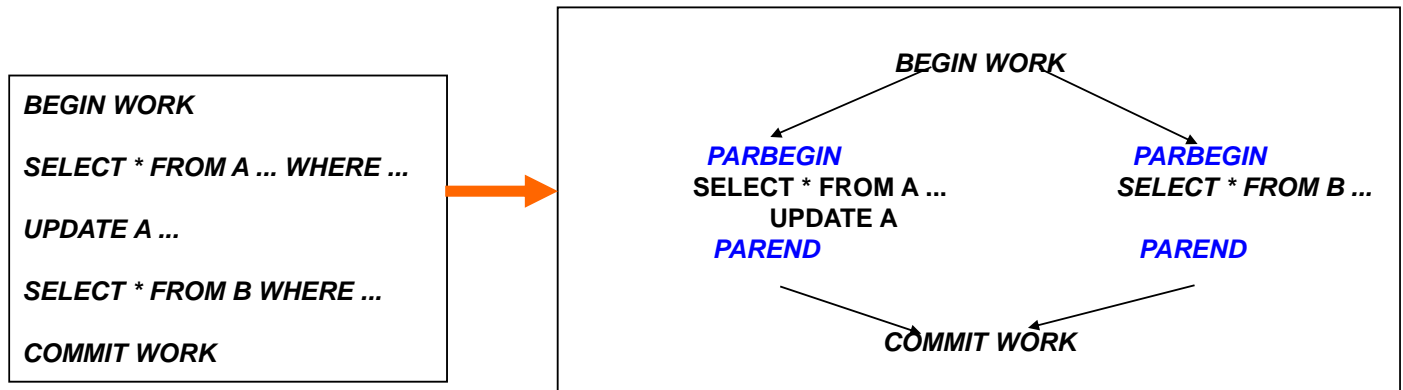 BEGIN WORK
SELECT * FROM A ... WHERE ...
UPDATE A ...
SELECT * FROM B WHERE ...
COMMIT WORK
BEGIN WORK
PARBEGIN
SELECT * FROM A ...
UPDATE A
PAREND
PARBEGIN
SELECT * FROM B ...
PAREND
COMMIT WORK